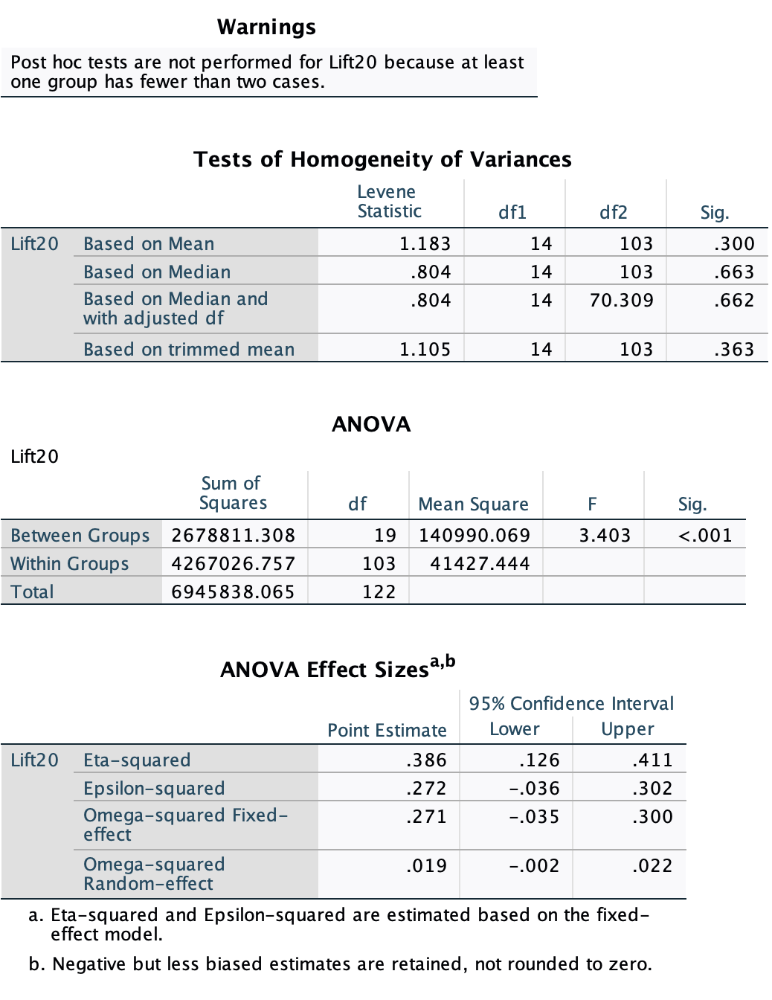 Warnings
Post hoc tests are not performed for Lift20 because at least
one group has fewer than two cases.
Tests of Homogeneity of Variances
Levene
Statistic df1 df2 Sig.
Lift20 Based on Mean 1.183 14 103 .300
Based on Median .804 14 103 .663
Based on Median and
with adjusted df .804 14 70.309 .662
Based on trimmed mean 1.105 14 103 .363
ANOVA
Lift20
Sum of
Squares df Mean Square F Sig.
Between Groups 2678811.308 19 140990.069 3.403 <.001
Within Groups 4267026.757 103 41427.444
Total 6945838.065 122
ANOVA Effect Sizesa,b
95% Confidence Interval
Point Estimate Lower Upper
Lift20 Eta-squared .386 .126 .411
Epsilon-squared .272 -.036 .302
Omega-squared Fixed-
effect .271 -.035 .300
Omega-squared
Random-effect .019 -.002 .022
a. Eta-squared and Epsilon-squared are estimated based on the fixed-
effect model.
b. Negative but less biased estimates are retained, not rounded to zero.